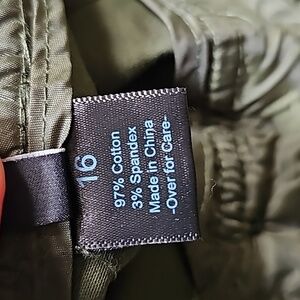 16
97% Cotton
3% Spandex
Made in China
-Over for Care-